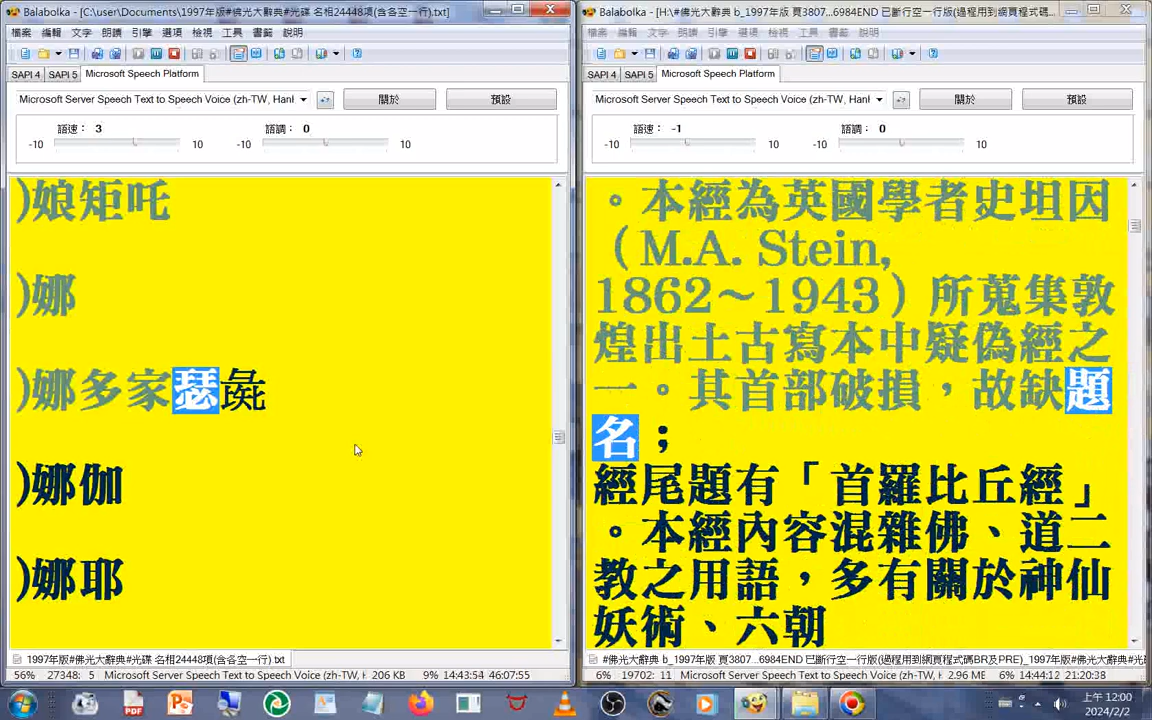 Balabolka - [C:\user\Documents\1997年版#佛光大辭典#光碟 名相24448項(含各空一行).txt]
檔案 編輯 文字 朗讀 引擎 選項 檢視 工具 書籤 說明
SAPI 4 SAPI 5 Microsoft Speech Platform
Microsoft Server Speech Text to Speech Voice (zh-TW, Hanl 關於 預設
語速： 3 語調： 0
-10 10 -10 10
)娘矩吒
)娜
)娜多家瑟彘
)娜伽
)娜耶
1997年版#佛光大辭典#光碟 名相24448項(含各空一行).txt
56% 27348: 5 Microsoft Server Speech Text to Speech Voice (zh-TW, H 206 KB 9% 14:43:54 46:07:55
Balabolka - [H:\#佛光大辭典 b_1997年版 頁3807...6984END 已斷行空一行版(過程用到網頁程式碼...
檔案 編輯 文字 朗讀 引擎 選項 檢視 工具 書籤 說明
SAPI 4 SAPI 5 Microsoft Speech Platform
Microsoft Server Speech Text to Speech Voice (zh-TW, Hanl 關於 預設
語速： -1 語調： 0
-10 10 -10 10
。本經為英國學者史坦因
（M.A. Stein,
1862～1943）所蒐集敦
煌出土古寫本中疑偽經之
一。其首部破損，故缺題
名；
經尾題有「首羅比丘經」
。本經內容混雜佛、道二
教之用語，多有關於神仙
妖術、六朝
#佛光大辭典 b_1997年版 頁3807...6984END 已斷行空一行版(過程用到網頁程式碼BR及PRE)_1997年版#光
6% 19702: 11 Microsoft Server Speech Text to Speech Voice (zh-TW, H 2.96 ME 6% 14:44:12 21:20:38
上午 12:00
2024/2/2